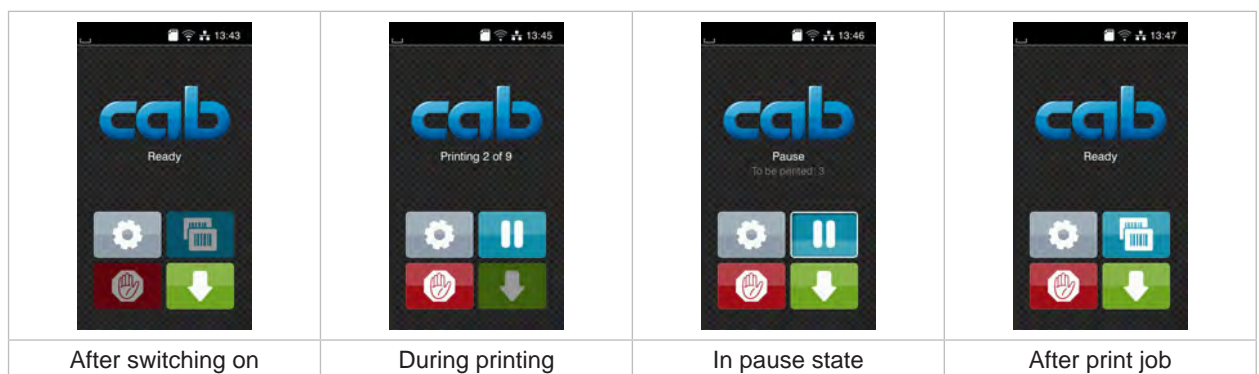 13:43
cab
Ready
After switching on
13:45
cab
Printing 2 of 9
During printing
13:46
cab
Pause
To be printed: 3
In pause state
13:47
cab
Ready
After print job